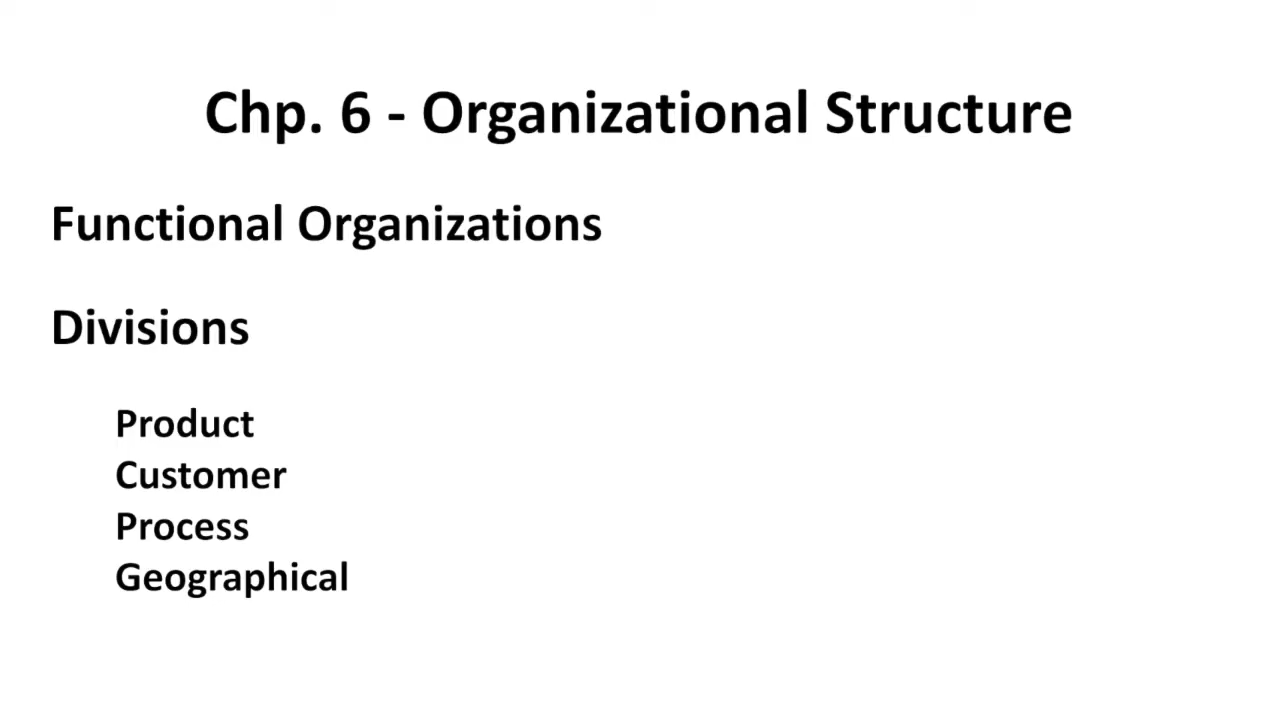 Chp. 6 - Organizational Structure
Functional Organizations
Divisions
Product
Customer
Process
Geographical